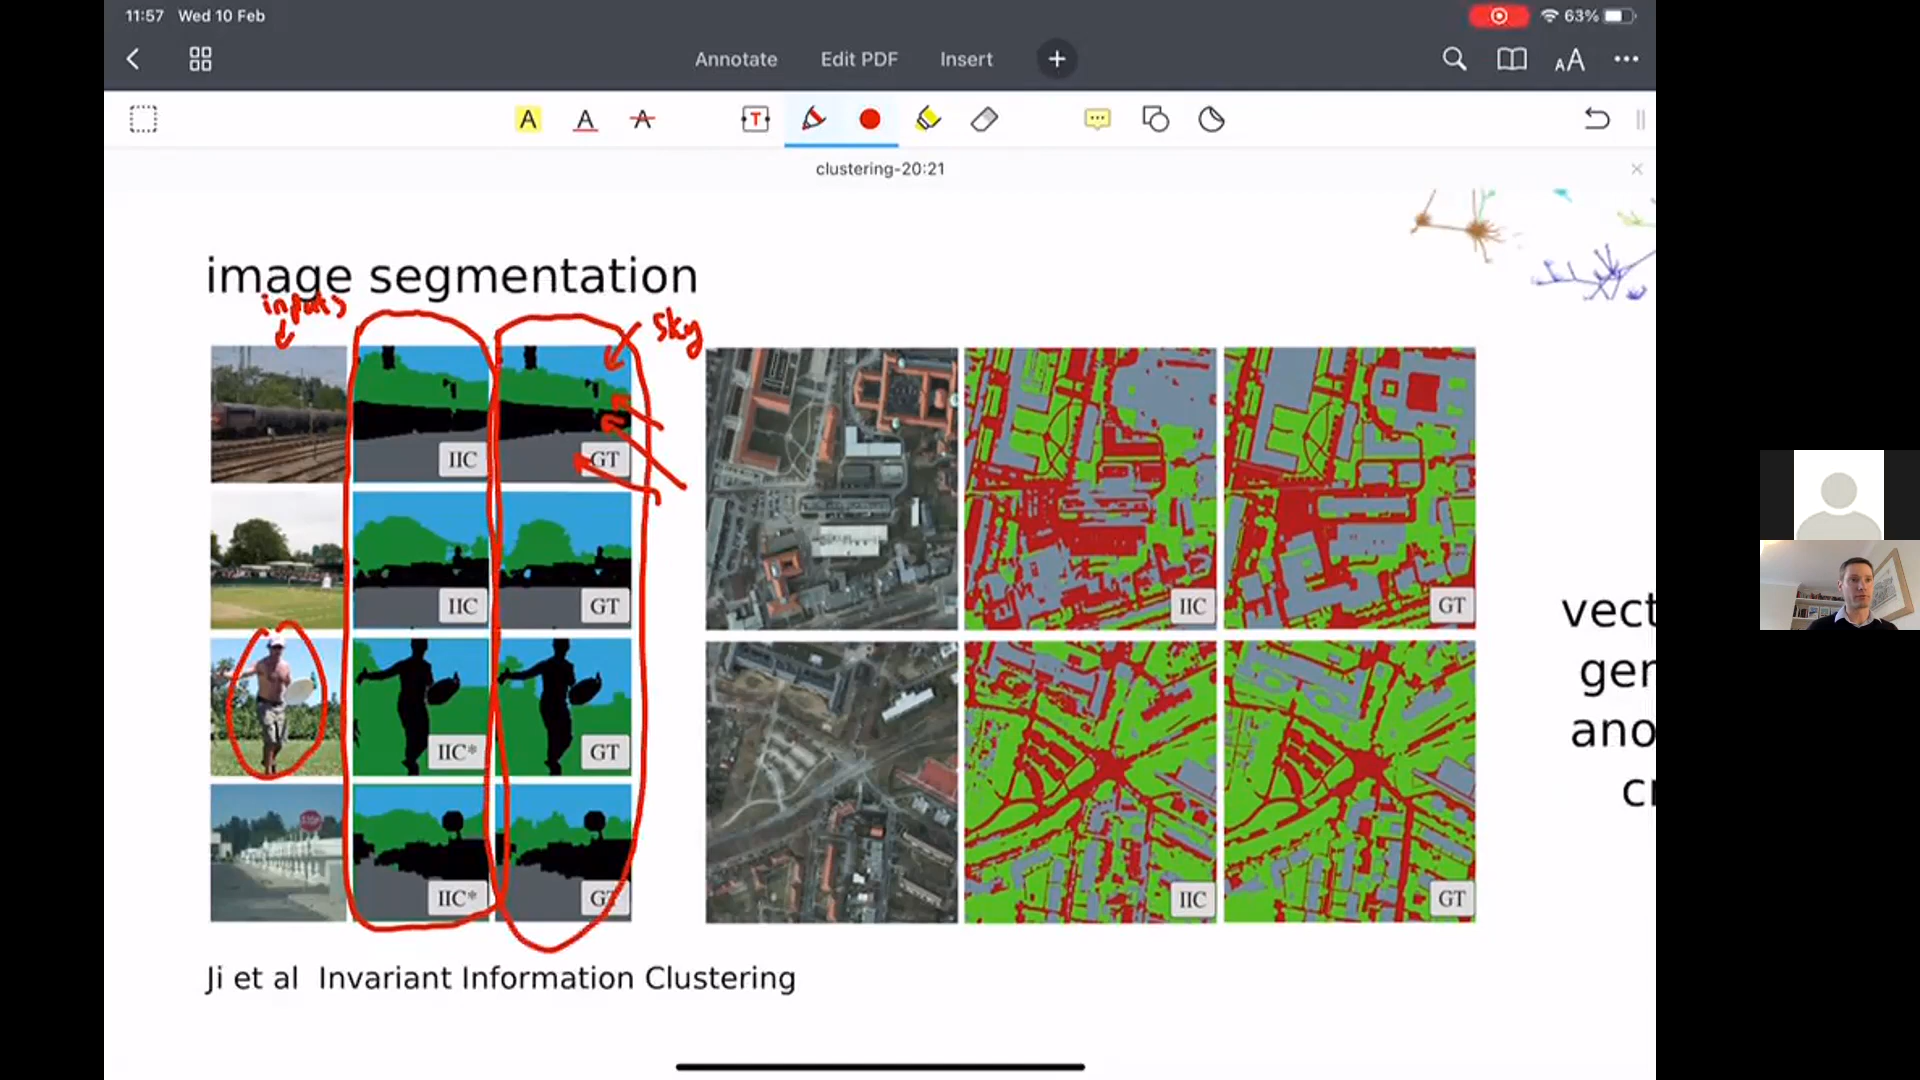 11:57 Wed 10 Feb
63%
Annotate Edit PDF Insert
clustering-20:21
image segmentation
inputs
sky
IIC GT
IIC GT
IIC GT
IIC* GT
IIC* GT
IIC GT
vect
ger
ano
cr
Ji et al Invariant Information Clustering